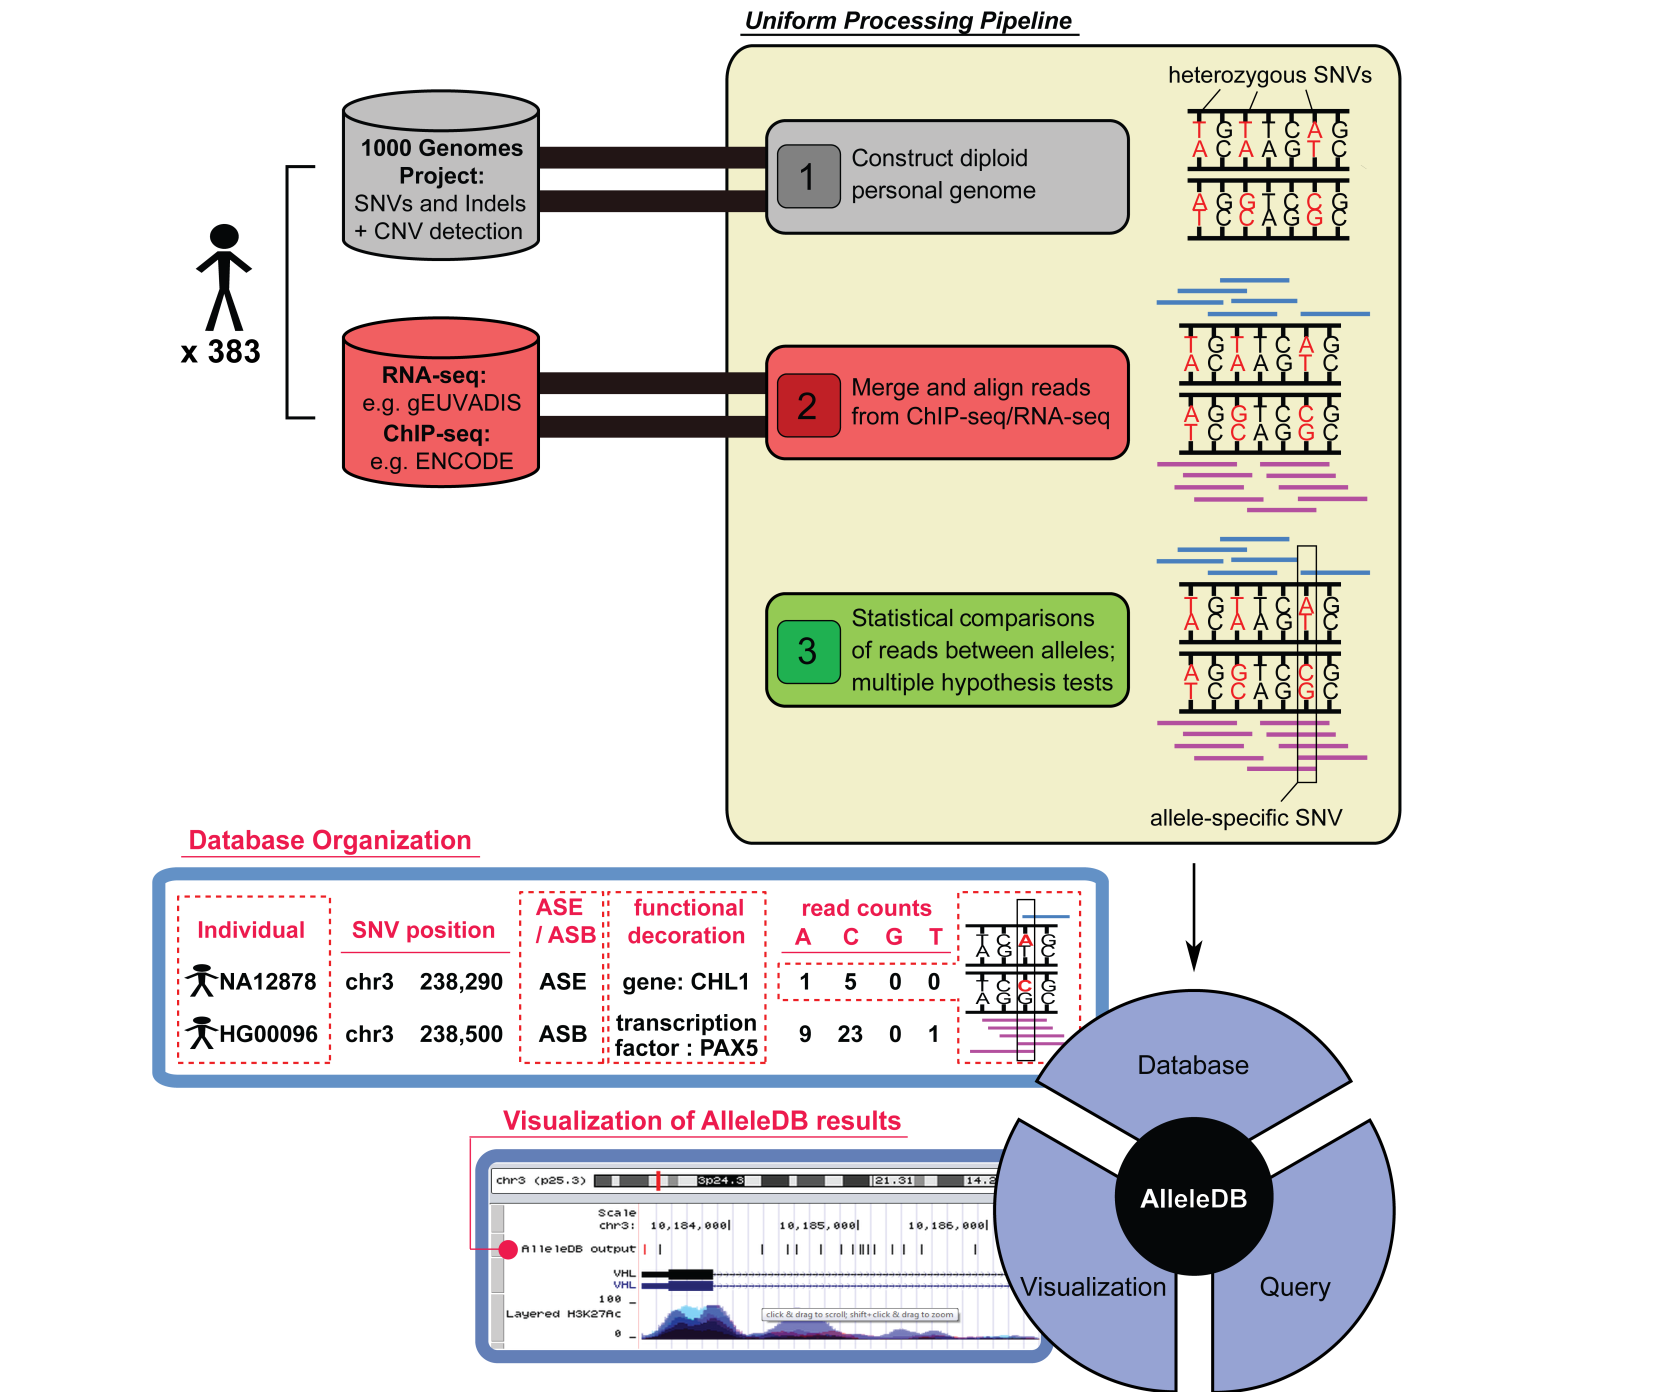 Uniform Processing Pipeline
heterozygous SNVs
1000 Genomes
Project:
SNVs and Indels
+ CNV detection
1
Construct diploid
personal genome
T G T T C A G
A C A A G T C
A G G T C C G
T C C A G G C
x 383
RNA-seq:
e.g. gEUVADIS
ChIP-seq:
e.g. ENCODE
2
Merge and align reads
from ChIP-seq/RNA-seq
T G T T C A G
A C A A G T C
A G G T C C G
T C C A G G C
3
Statistical comparisons
of reads between alleles;
multiple hypothesis tests
T G T T C A G
A C A A G T C
A G G T C C G
T C C A G G C
allele-specific SNV
Database Organization
Individual
SNV position
ASE
/ ASB
functional
decoration
read counts
A C G T
NA12878 chr3 238,290 ASE gene: CHL1 1 5 0 0
HG00096 chr3 238,500 ASB transcription
factor : PAX5 9 23 0 1
T C A G
A G T C
T C C G
A G G C
Visualization of AlleleDB results
chr3 (p25.3) 3p24.3 21.31 14.2
Scale
chr3: 10,184,000| 10,185,000| 10,186,000|
AlleleDB output
VHL
VHL
100 _
Layered H3K27Ac
0 _
click & drag to scroll; shift+click & drag to zoom
Database
AlleleDB
Visualization
Query